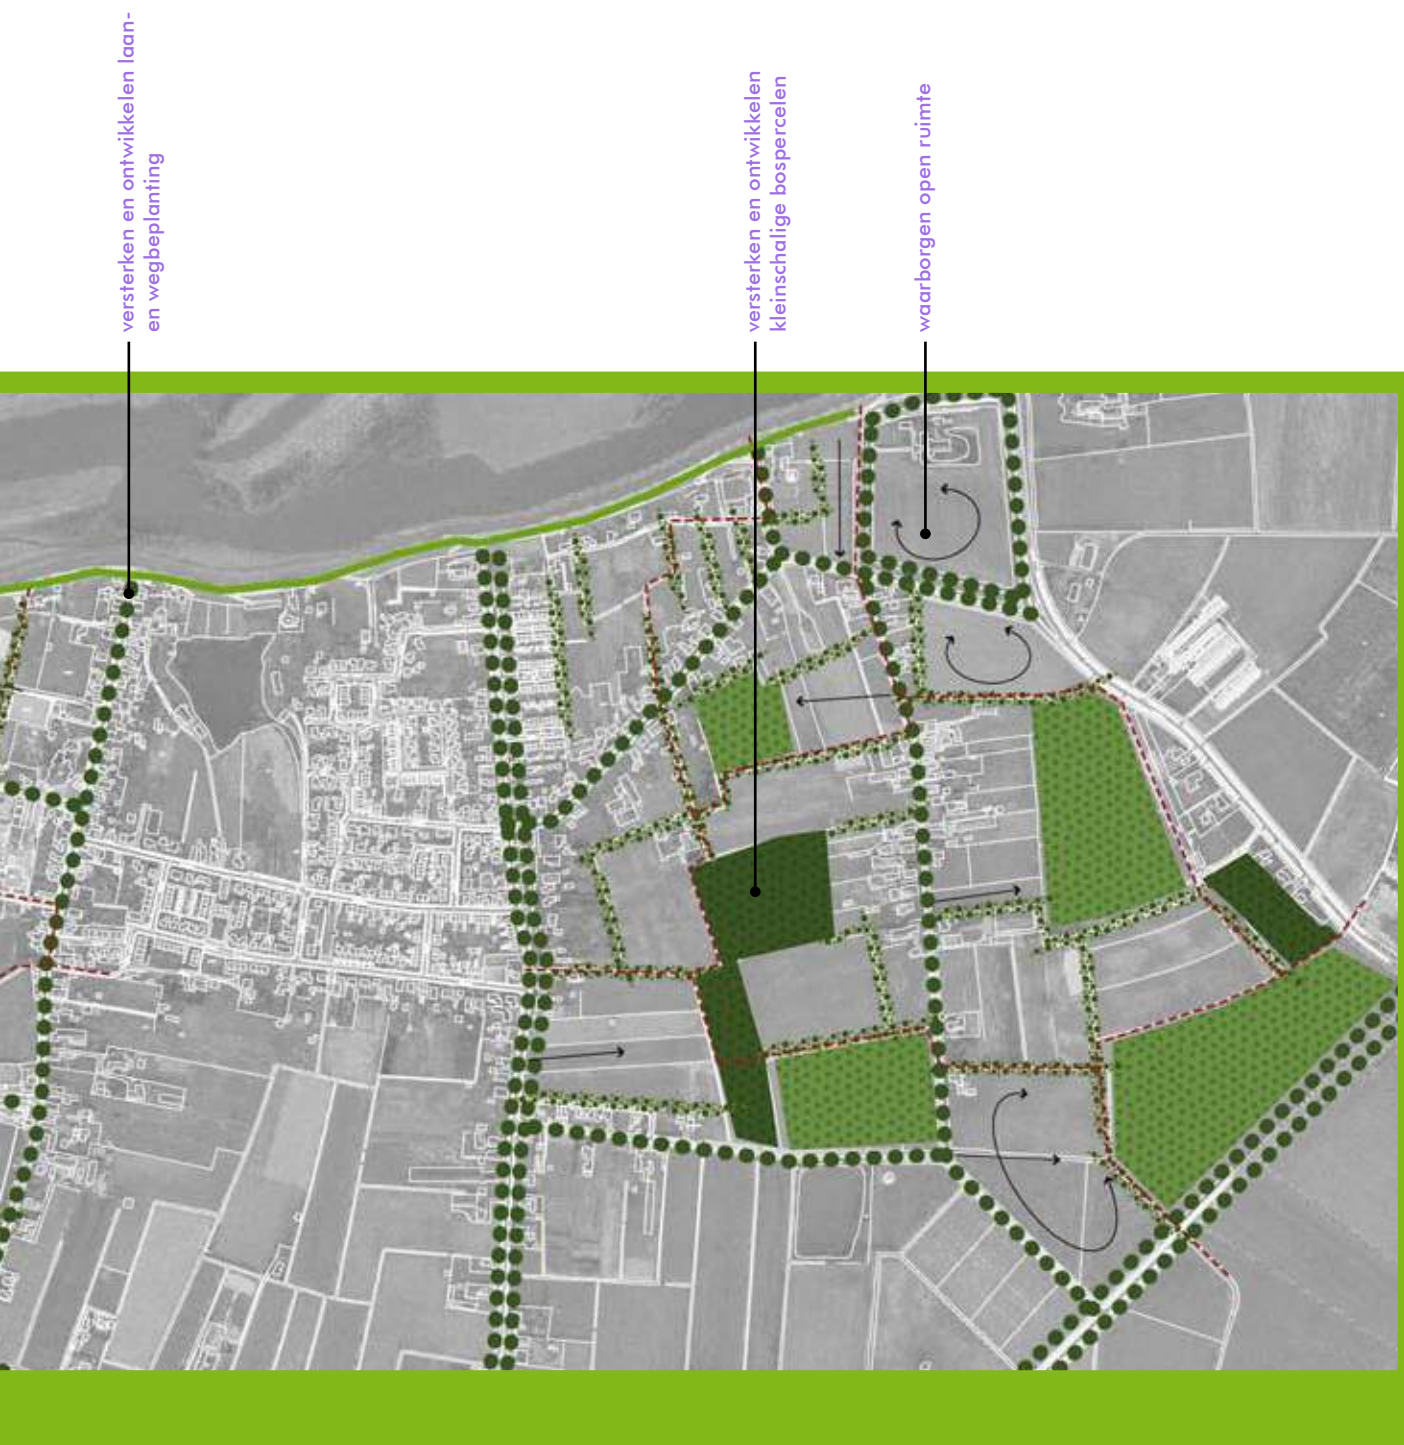 versterken en ontwikkelen laan-
en wegbeplanting
versterken en ontwikkelen
kleinschalige bospercelen
waarborgen open ruimte